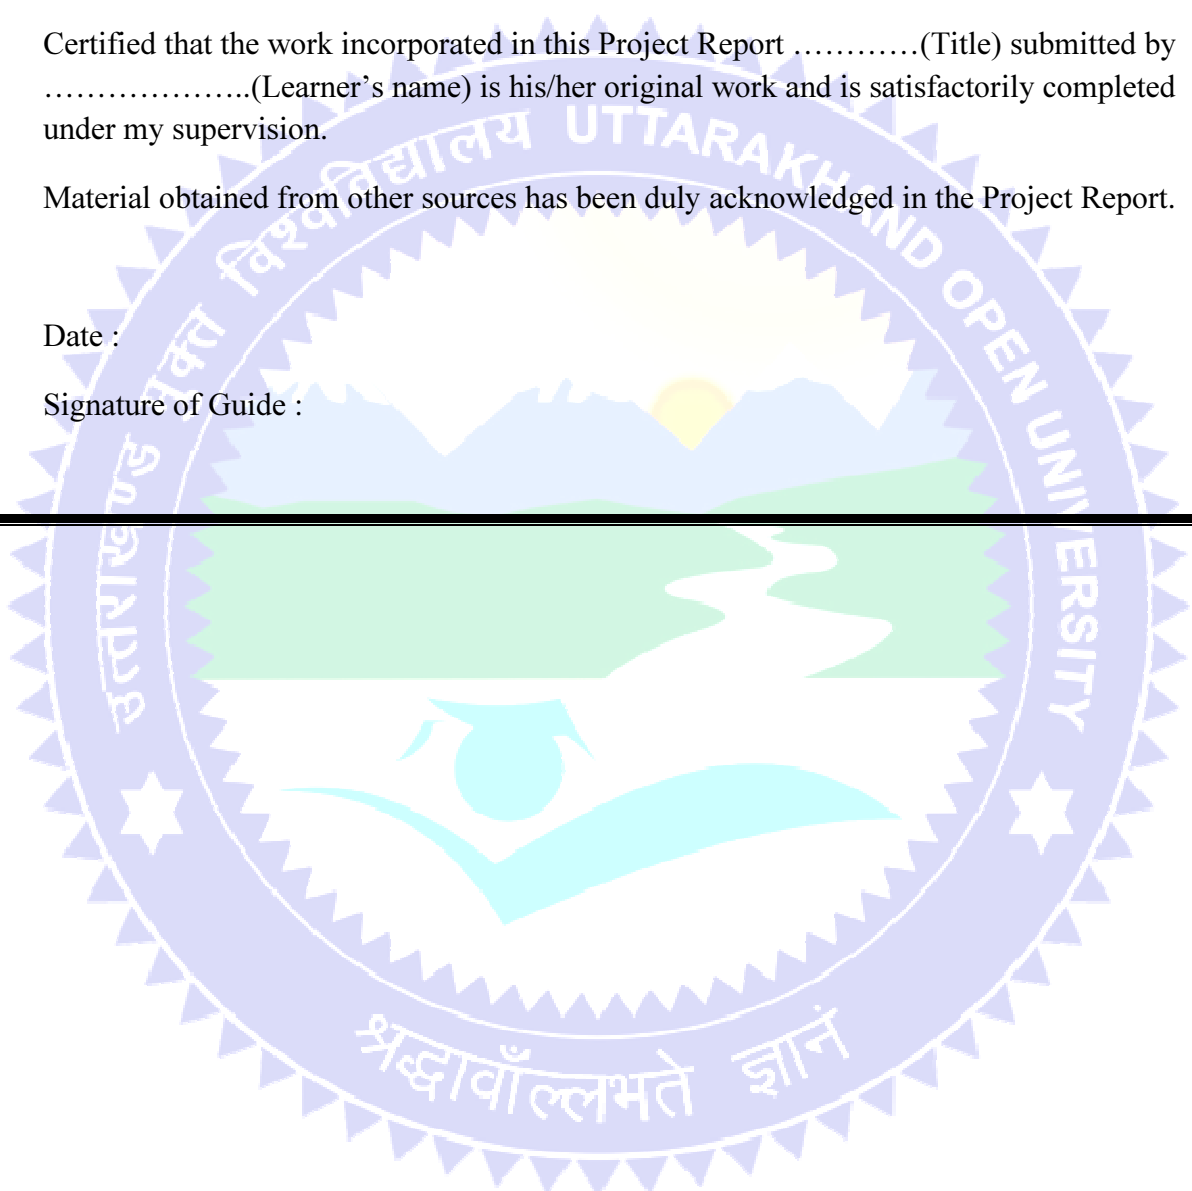 Certified that the work incorporated in this Project Report …………(Title) submitted by
………………..(Learner’s name) is his/her original work and is satisfactorily completed
under my supervision.
Material obtained from other sources has been duly acknowledged in the Project Report.
Date :
Signature of Guide :
उत्तराखण्ड मुक्त विश्वविद्यालय
UTTARAKHAND OPEN UNIVERSITY
श्रद्धावाँल्लभते ज्ञानं